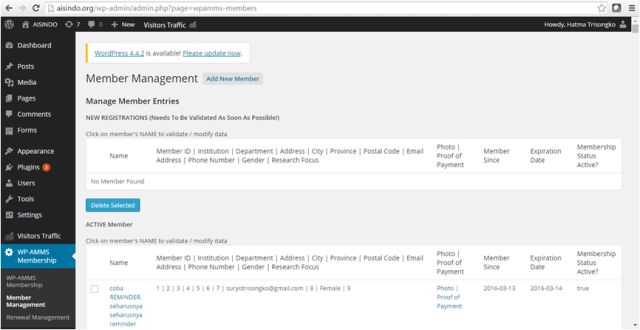 aisindo.org/wp-admin/admin.php?page=wpamms-members
AISINDO 7 0 + New Visitors Traffic Howdy, Hatma Trisongko
Dashboard
Posts
Media
Pages
Comments
Forms
Appearance
Plugins 3
Users
Tools
Settings
Visitors Traffic
WP-AMMS
Membership
WP-AMMS
Membership
Member
Management
Renewal Management
WordPress 4.4.2 is available! Please update now.
Member Management Add New Member
Manage Member Entries
NEW REGISTRATIONS (Needs To Be Validated As Soon As Possible!)
Click on member's NAME to validate / modify data
Name
Member ID | Institution | Department | Address | City | Province | Postal Code | Email
Address | Phone Number | Gender | Research Focus
Photo |
Proof of
Payment
Member
Since
Expiration
Date
Membership
Status
Active?
No Member Found
Delete Selected
ACTIVE Member
Click on member's NAME to validate / modify data
Name
Member ID | Institution | Department | Address | City | Province | Postal Code | Email
Address | Phone Number | Gender | Research Focus
Photo |
Proof of
Payment
Member
Since
Expiration
Date
Membership
Status
Active?
coba
REMINDER,
seharusnya
seharusnya
reminder
1 | 2 | 3 | 4 | 5 | 6 | 7 | suryotrisongko@gmail.com | 8 | Female | 9
Photo |
Proof of
Payment
2016-03-13
2016-03-14
true